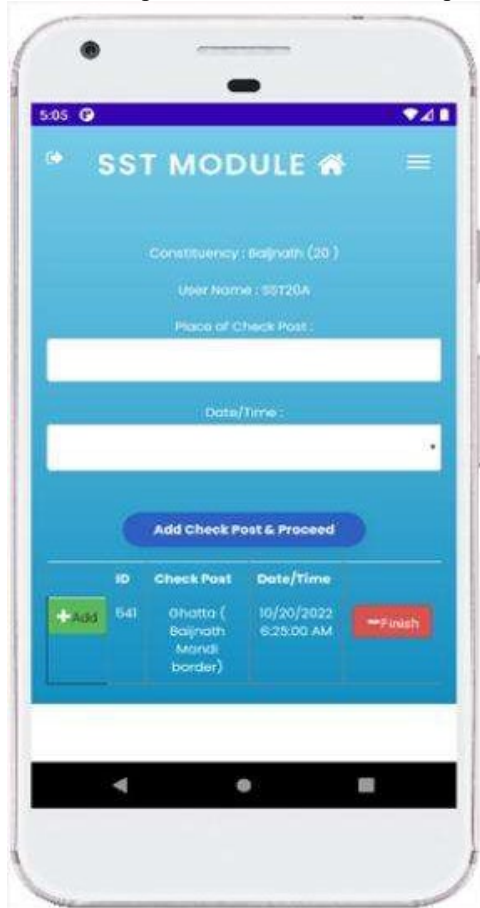 5:05
SST MODULE
Constituency : Baijnath (20 )
User Name : SST20A
Place of Check Post :
Date/Time :
Add Check Post & Proceed
ID Check Post Date/Time
Add 541 Ghatta ( Baijnath Mandi border) 10/20/2022 6:25:00 AM Finish